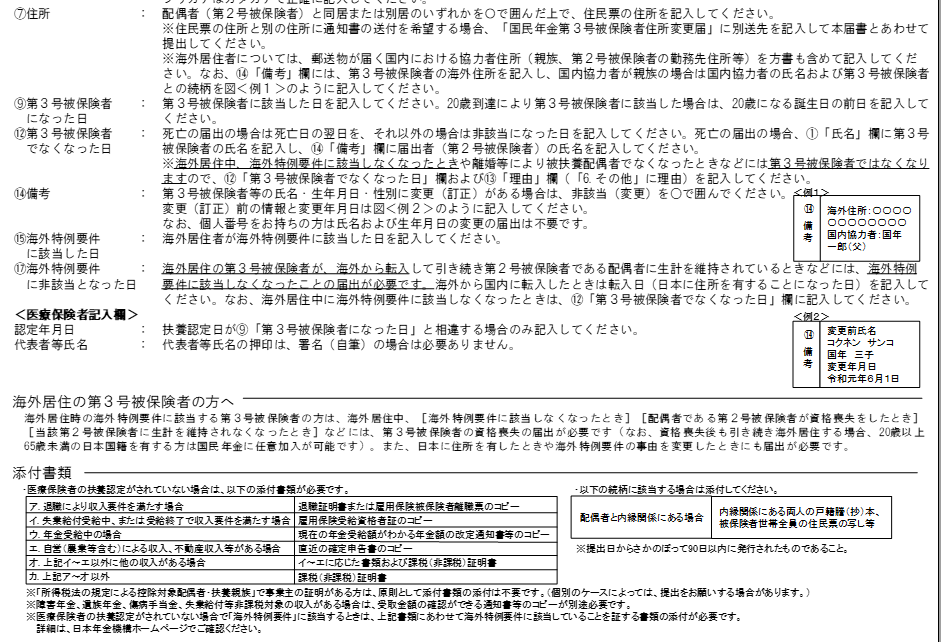 ⑦住所　：　配偶者（第２号被保険者）と同居または別居のいずれかを○で囲んだ上で、住民票の住所を記入してください。
※住民票の住所と別の住所に通知書の送付を希望する場合、「国民年金第３号被保険者住所変更届」に別送先を記入して本届書とあわせて
提出してください。
※海外居住者については、郵送物が届く国内における協力者住所（親族、第２号被保険者の勤務先住所等）を方書も含めて記入してくだ
さい。なお、⑭「備考」欄には、第３号被保険者の海外住所を記入し、国内協力者が親族の場合は国内協力者の氏名および第３号被保険者
との続柄を図＜例１＞のように記入してください。
⑨第３号被保険者　：　第３号被保険者に該当した日を記入してください。20歳到達により第３号被保険者に該当した場合は、20歳になる誕生日の前日を記入して
になった日　ください。
⑫第３号被保険者　：　死亡の届出の場合は死亡日の翌日を、それ以外の場合は非該当になった日を記入してください。死亡の届出の場合、①「氏名」欄に第３号
でなくなった日　被保険者の氏名を記入し、⑭「備考」欄に届出者（第２号被保険者）の氏名を記入してください。
※海外居住中、海外特例要件に該当しなくなったときや離婚等により被扶養配偶者でなくなったときなどには第３号被保険者ではなくなり
ますので、⑫「第３号被保険者でなくなった日」欄および⑬「理由」欄（「6.その他」に理由）を記入してください。
⑭備考　：　第３号被保険者等の氏名・生年月日・性別に変更（訂正）がある場合は、非該当（変更）を○で囲んでください。
変更（訂正）前の情報と変更年月日は図＜例２＞のように記入してください。
なお、個人番号をお持ちの方は氏名および生年月日の変更の届出は不要です。
＜例1＞
⑭備考
海外住所：○○○○
○○○○○○○○
国内協力者：国年
一郎（父）
⑮海外特例要件　：　海外居住者が海外特例要件に該当した日を記入してください。
に該当した日
⑰海外特例要件　：　海外居住の第３号被保険者が、海外から転入して引き続き第２号被保険者である配偶者に生計を維持されているときなどには、海外特例
に非該当となった日　要件に該当しなくなったことの届出が必要です。海外から国内に転入したときは転入日（日本に住所を有することになった日）を記入して
ください。なお、海外居住中に海外特例要件に該当しなくなったときは、⑫「第３号被保険者でなくなった日」欄に記入してください。
＜医療保険者記入欄＞
認定年月日　：　扶養認定日が⑨「第３号被保険者になった日」と相違する場合のみ記入してください。
代表者等氏名　：　代表者等氏名の押印は、署名（自筆）の場合は必要ありません。
＜例2＞
⑭備考
変更前氏名
コクネン サンコ
国年 三子
変更年月日
令和元年6月1日
海外居住の第３号被保険者の方へ
海外居住時の海外特例要件に該当する第３号被保険者の方は、海外居住中、［海外特例要件に該当しなくなったとき］［配偶者である第２号被保険者が資格喪失をしたとき］
［当該第２号被保険者に生計を維持されなくなったとき］などには、第３号被保険者の資格喪失の届出が必要です（なお、資格喪失後も引き続き海外居住する場合、20歳以上
65歳未満の日本国籍を有する方は国民年金に任意加入が可能です）。また、日本に住所を有したときや海外特例要件の事由を変更したときにも届出が必要です。
添付書類
・医療保険者の扶養認定がされていない場合は、以下の添付書類が必要です。
ア. 退職により収入要件を満たす場合　退職証明書または雇用保険被保険者離職票のコピー
イ. 失業給付受給中、または受給終了で収入要件を満たす場合　雇用保険受給資格者証のコピー
ウ. 年金受給中の場合　現在の年金受給額がわかる年金額の改定通知書等のコピー
エ. 自営（農業等含む）による収入、不動産収入等がある場合　直近の確定申告書のコピー
オ. 上記イ～エ以外に他の収入がある場合　イ～エに応じた書類および課税（非課税）証明書
カ. 上記ア～オ以外　課税（非課税）証明書
・以下の続柄に該当する場合は添付してください。
配偶者と内縁関係にある場合　内縁関係にある両人の戸籍謄（抄）本、
被保険者世帯全員の住民票の写し等
※提出日からさかのぼって90日以内に発行されたものであること。
※「所得税法の規定による控除対象配偶者・扶養親族」で事業主の証明がある方は、原則として添付書類の添付は不要です。（個別のケースによっては、提出をお願いする場合があります。）
※障害年金、遺族年金、傷病手当金、失業給付等非課税対象の収入がある場合は、受取金額の確認ができる通知書等のコピーが別途必要です。
※医療保険者の扶養認定がされていない場合で「海外特例要件」に該当するときは、上記書類にあわせて海外特例要件に該当していることを証する書類の添付が必要です。
詳細は、日本年金機構ホームページでご確認ください。